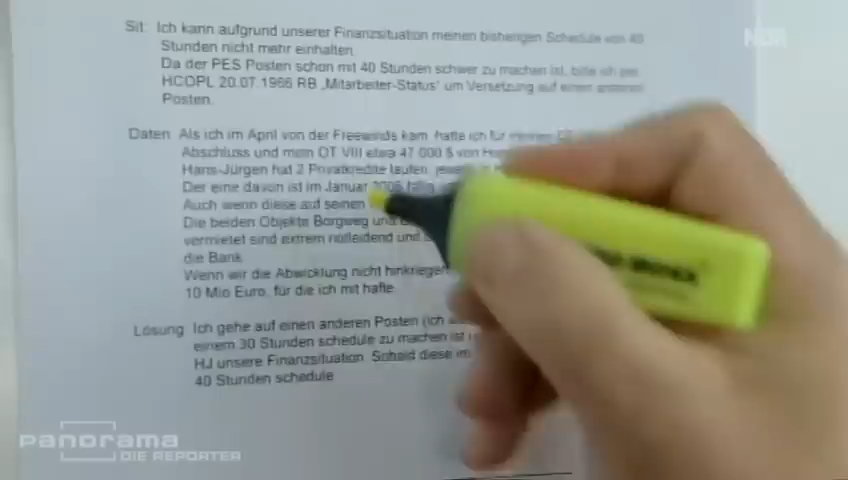 Sit: Ich kann aufgrund unserer Finanzsituation meinen bisherigen Schedule von 40
Stunden nicht mehr einhalten.
Da der PES Posten schon mit 40 Stunden schwer zu machen ist, bitte ich per
HCOPL 20.07.1966 RB „Mitarbeiter-Status" um Versetzung auf einen anderen
Posten.
Daten: Als ich im April von der Freewinds kam, hatte ich für meinen
Abschluss und mein OT VIII etwa 47 000 $ von
Hans-Jürgen hat 2 Privatkredite laufen,
Der eine davon ist im Januar 2006 fällig
Auch wenn diese auf seinen
Die beiden Objekte Borgweg und
vermietet sind extrem notleidend und
die Bank
Wenn wir die Abwicklung nicht hinkriegen
10 Mio Euro, für die ich mit hafte.
Lösung: Ich gehe auf einen anderen Posten (ich
einem 30 Stunden schedule zu machen ist
HJ unsere Finanzsituation. Sobald diese im
40 Stunden schedule
NDR
panorama
DIE REPORTER